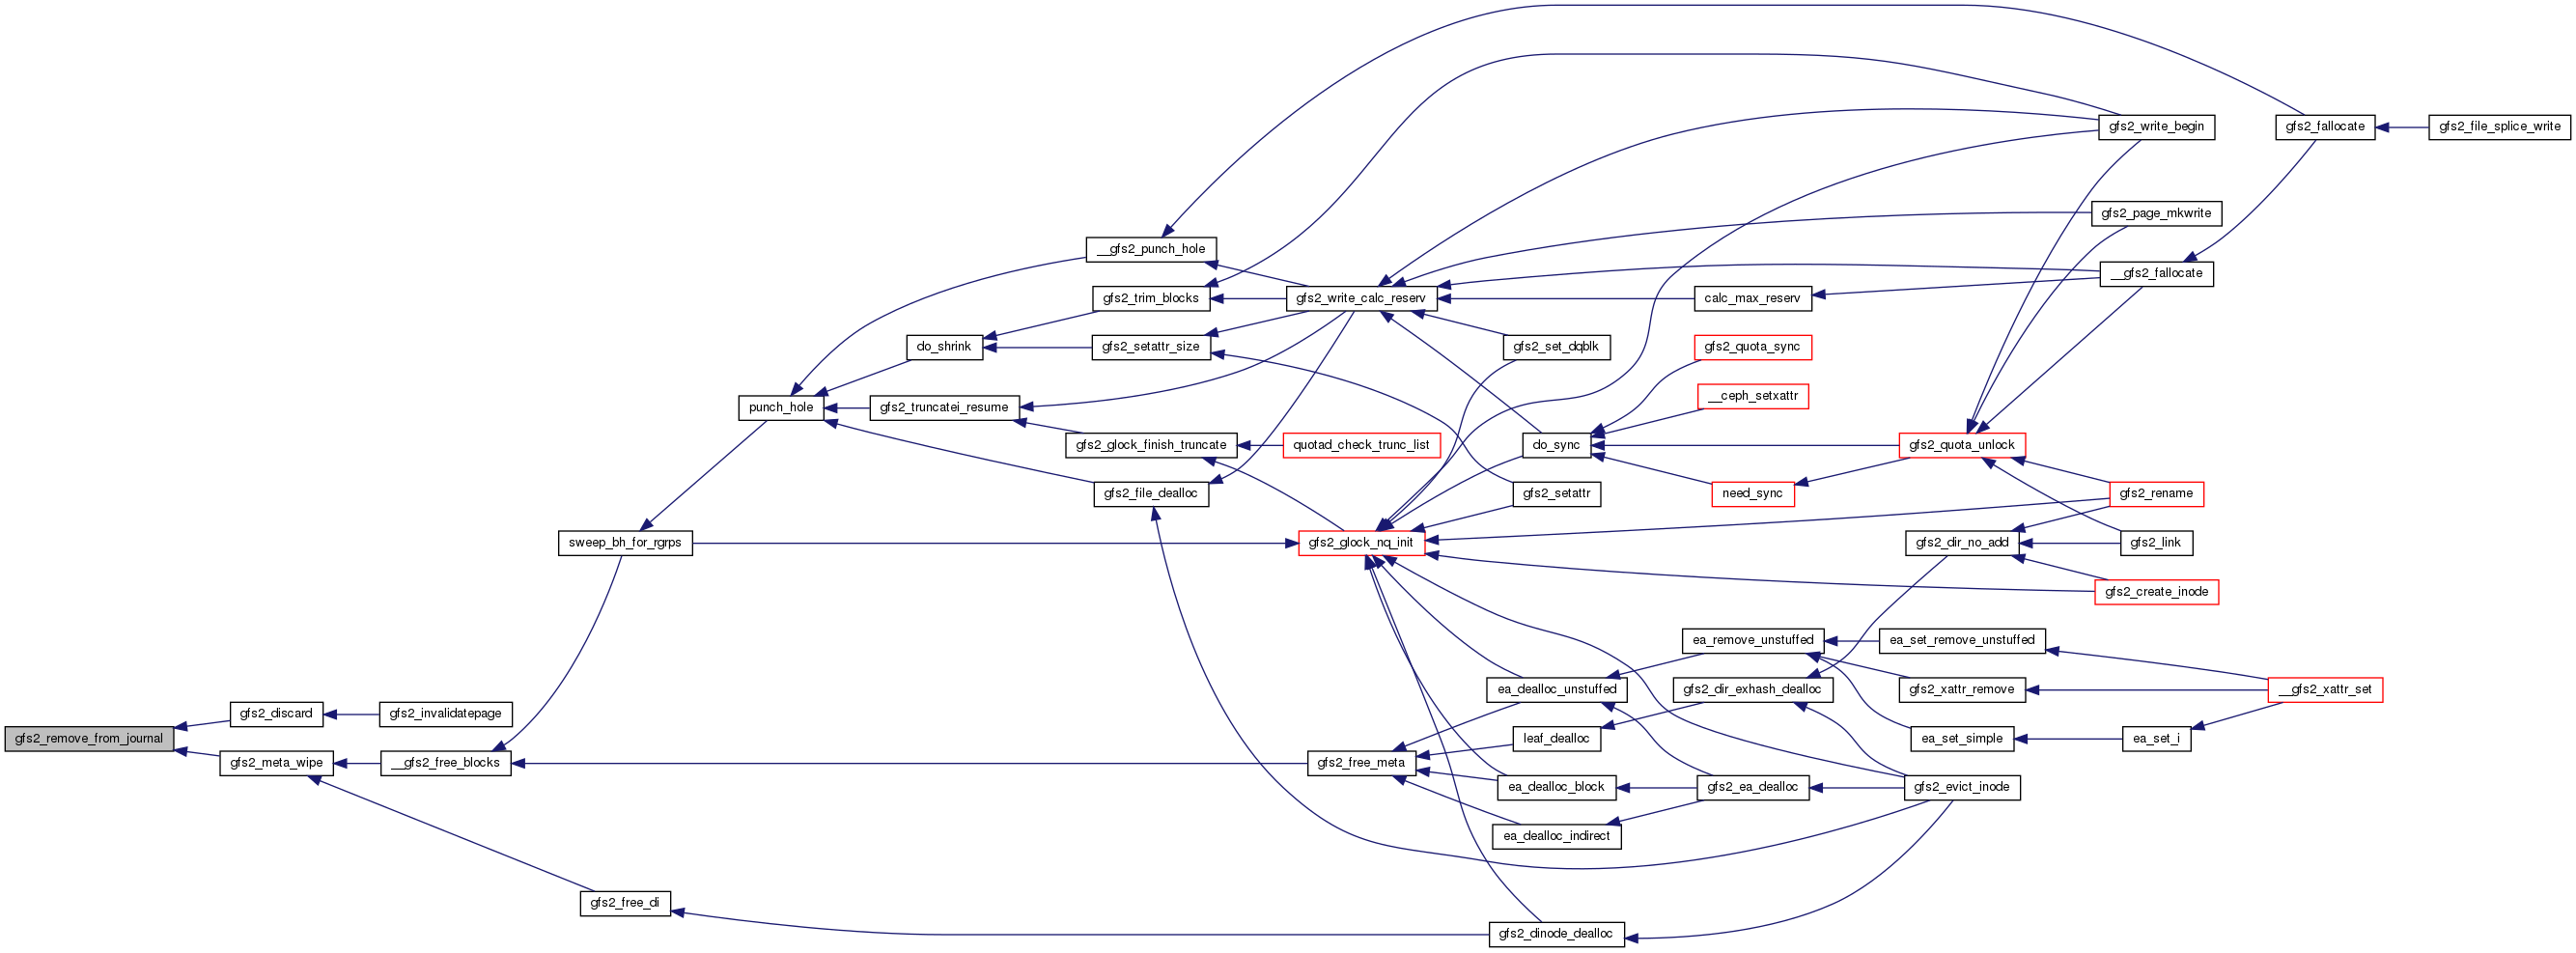 gfs2_write_begin
gfs2_fallocate
gfs2_file_splice_write
gfs2_page_mkwrite
__gfs2_punch_hole
__gfs2_fallocate
gfs2_trim_blocks
gfs2_write_calc_reserv
calc_max_reserv
do_shrink
gfs2_setattr_size
gfs2_set_dqblk
gfs2_quota_sync
__ceph_setxattr
punch_hole
gfs2_truncatei_resume
gfs2_glock_finish_truncate
quotad_check_trunc_list
do_sync
gfs2_quota_unlock
gfs2_file_dealloc
gfs2_setattr
need_sync
gfs2_rename
sweep_bh_for_rgrps
gfs2_glock_nq_init
gfs2_dir_no_add
gfs2_link
gfs2_create_inode
ea_remove_unstuffed
ea_set_remove_unstuffed
ea_dealloc_unstuffed
gfs2_dir_exhash_dealloc
gfs2_xattr_remove
__gfs2_xattr_set
gfs2_discard
gfs2_invalidatepage
gfs2_remove_from_journal
leaf_dealloc
ea_set_simple
ea_set_i
gfs2_meta_wipe
__gfs2_free_blocks
gfs2_free_meta
ea_dealloc_block
gfs2_ea_dealloc
gfs2_evict_inode
ea_dealloc_indirect
gfs2_free_di
gfs2_dinode_dealloc